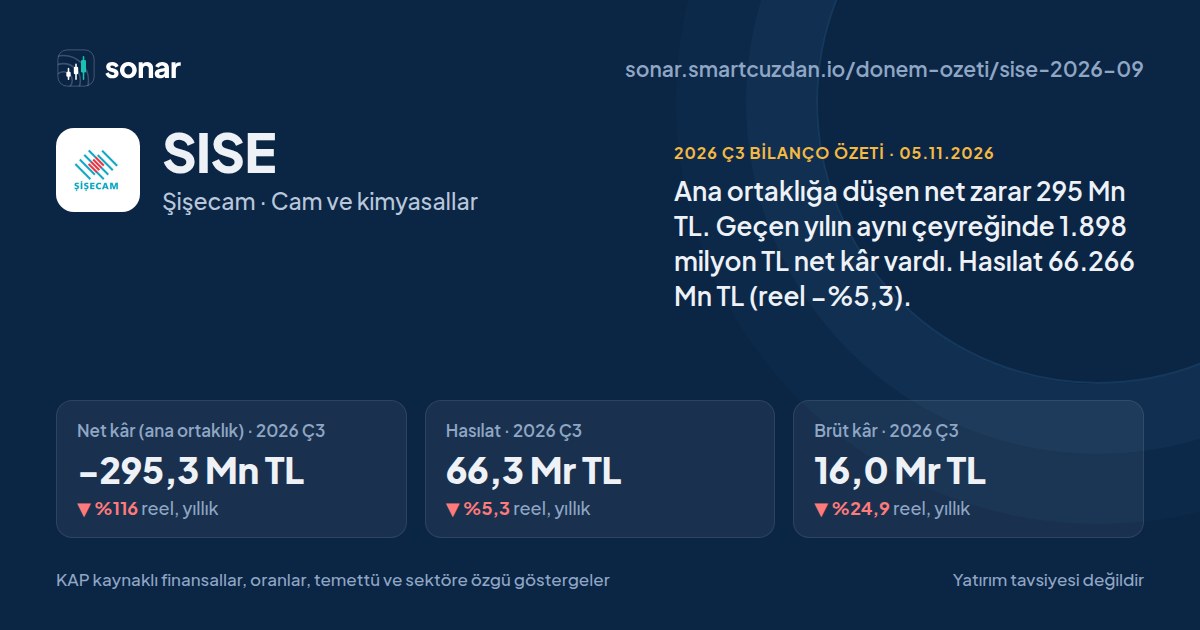 sonar
sonar.smartcuzdan.io/donem-ozeti/sise-2026-09
ŞİŞECAM
SISE
Şişecam · Cam ve kimyasallar
2026 Ç3 BİLANÇO ÖZETİ · 05.11.2026
Ana ortaklığa düşen net zarar 295 Mn
TL. Geçen yılın aynı çeyreğinde 1.898
milyon TL net kâr vardı. Hasılat 66.266
Mn TL (reel −%5,3).
Net kâr (ana ortaklık) · 2026 Ç3
−295,3 Mn TL
▼ %116 reel, yıllık
Hasılat · 2026 Ç3
66,3 Mr TL
▼ %5,3 reel, yıllık
Brüt kâr · 2026 Ç3
16,0 Mr TL
▼ %24,9 reel, yıllık
KAP kaynaklı finansallar, oranlar, temettü ve sektöre özgü göstergeler
Yatırım tavsiyesi değildir